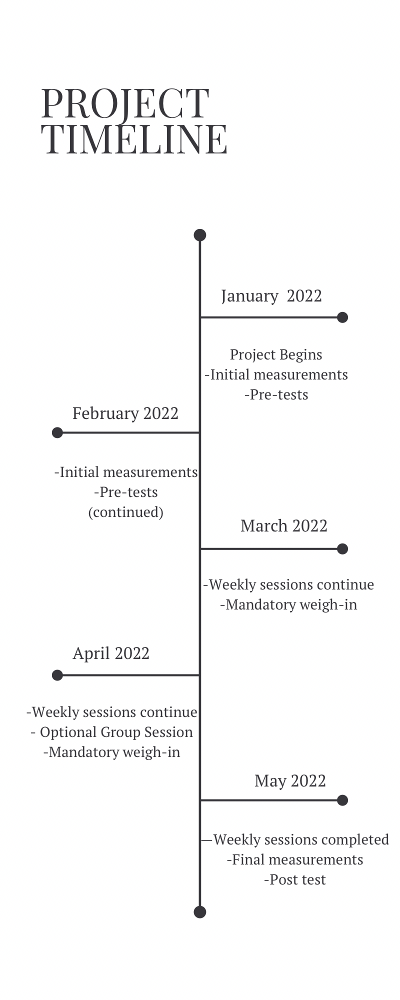 PROJECT
TIMELINE
January  2022
Project Begins
-Initial measurements
-Pre-tests
February 2022
-Initial measurements
-Pre-tests
(continued)
March 2022
-Weekly sessions continue
-Mandatory weigh-in
April 2022
-Weekly sessions continue
- Optional Group Session
-Mandatory weigh-in
May 2022
—Weekly sessions completed
-Final measurements
-Post test